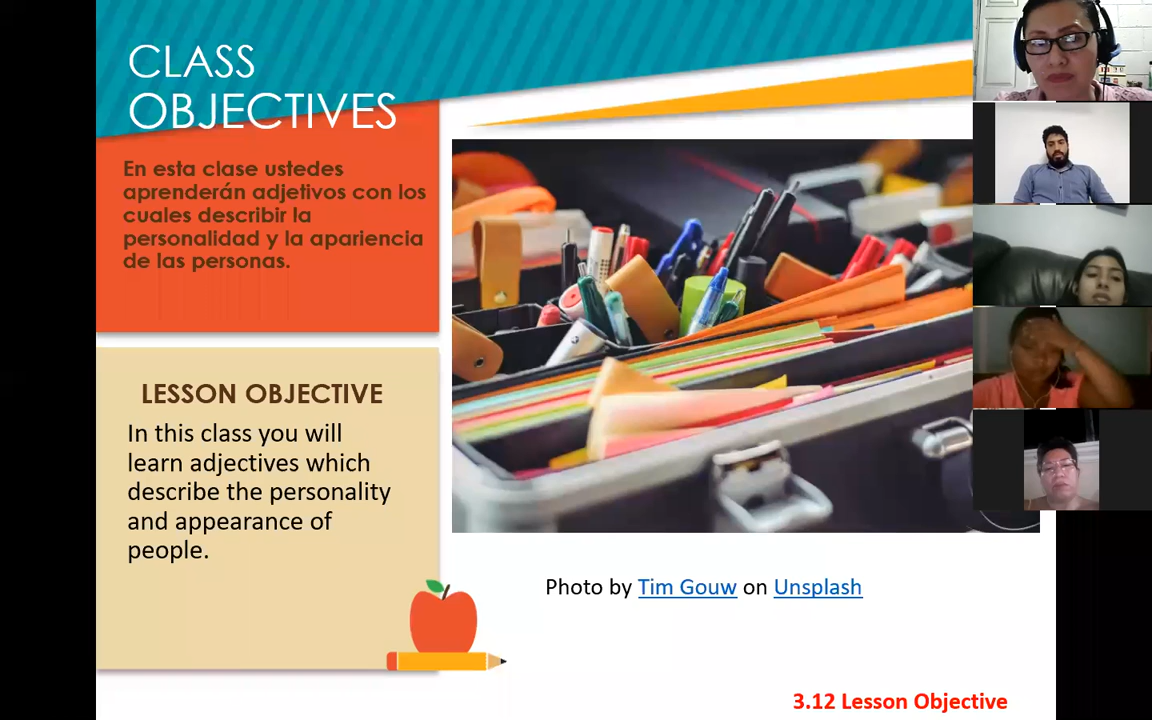 CLASS
OBJECTIVES
En esta clase ustedes
aprenderán adjetivos con los
cuales describir la
personalidad y la apariencia
de las personas.
LESSON OBJECTIVE
In this class you will
learn adjectives which
describe the personality
and appearance of
people.
Photo by Tim Gouw on Unsplash
3.12 Lesson Objective